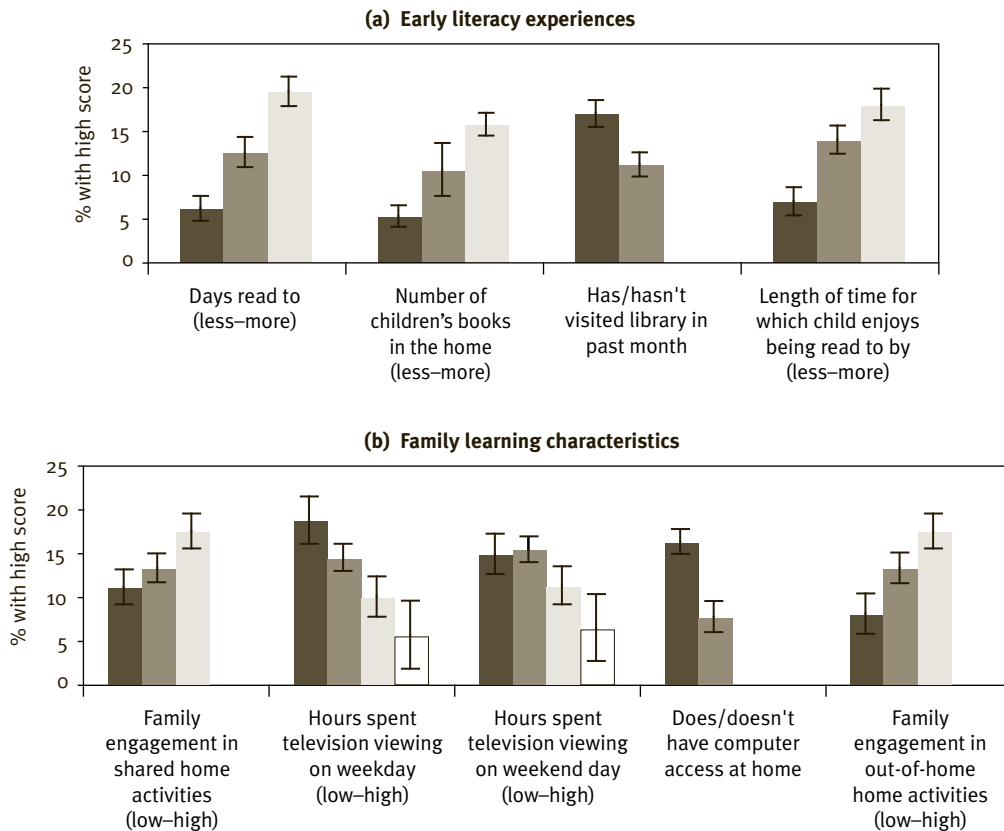 (a) Early literacy experiences
25
20
15
10
5
0
% with high score
Days read to
(less–more)
Number of
children’s books
in the home
(less–more)
Has/hasn't
visited library in
past month
Length of time for
which child enjoys
being read to by
(less–more)
(b) Family learning characteristics
25
20
15
10
5
0
% with high score
Family
engagement in
shared home
activities
(low–high)
Hours spent
television viewing
on weekday
(low–high)
Hours spent
television viewing
on weekend day
(low–high)
Does/doesn't
have computer
access at home
Family
engagement in
out-of-home
home activities
(low–high)